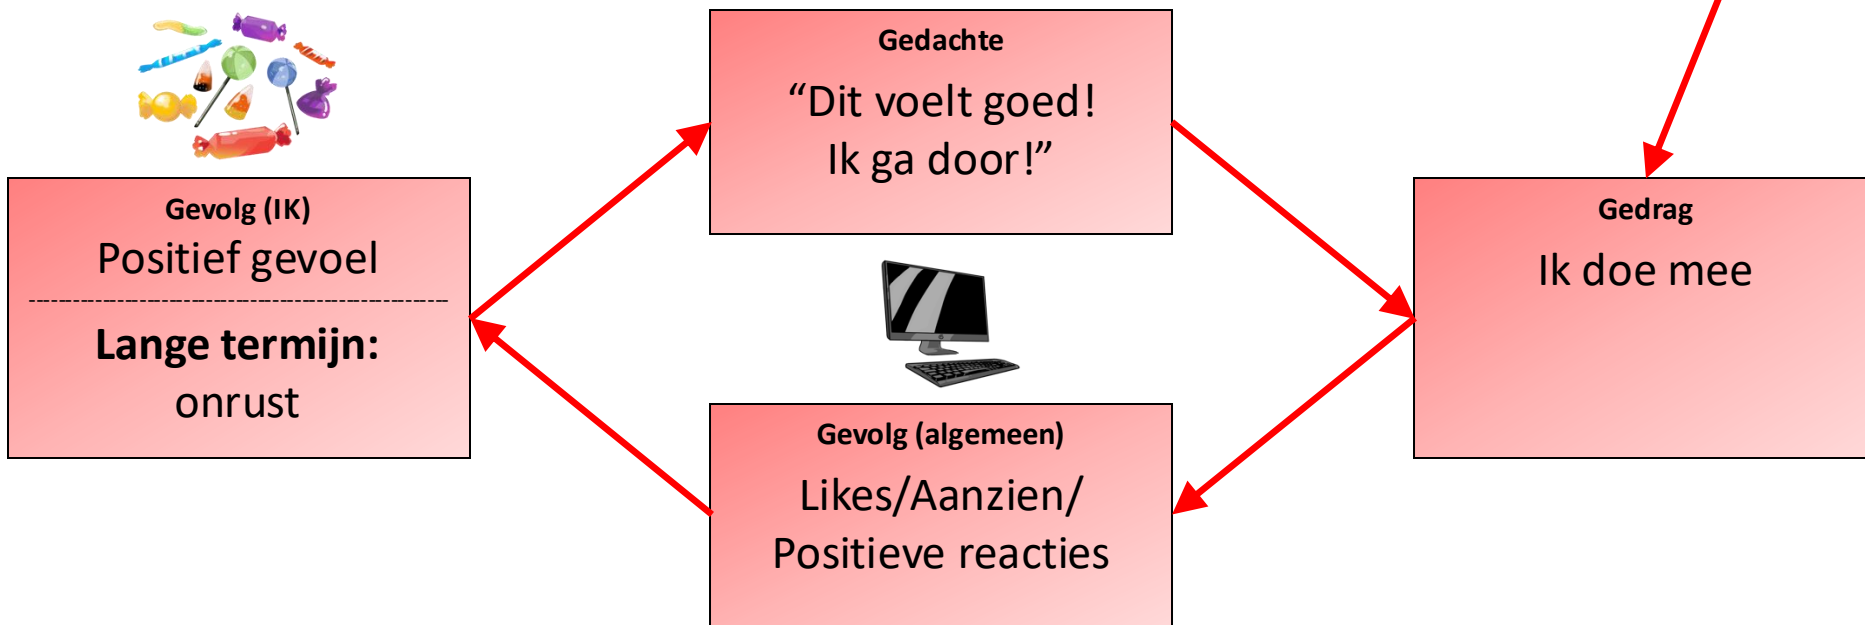 Gedachte
“Dit voelt goed!
Ik ga door!”
Gevolg (IK)
Positief gevoel
Lange termijn:
onrust
Gedrag
Ik doe mee
Gevolg (algemeen)
Likes/Aanzien/
Positieve reacties